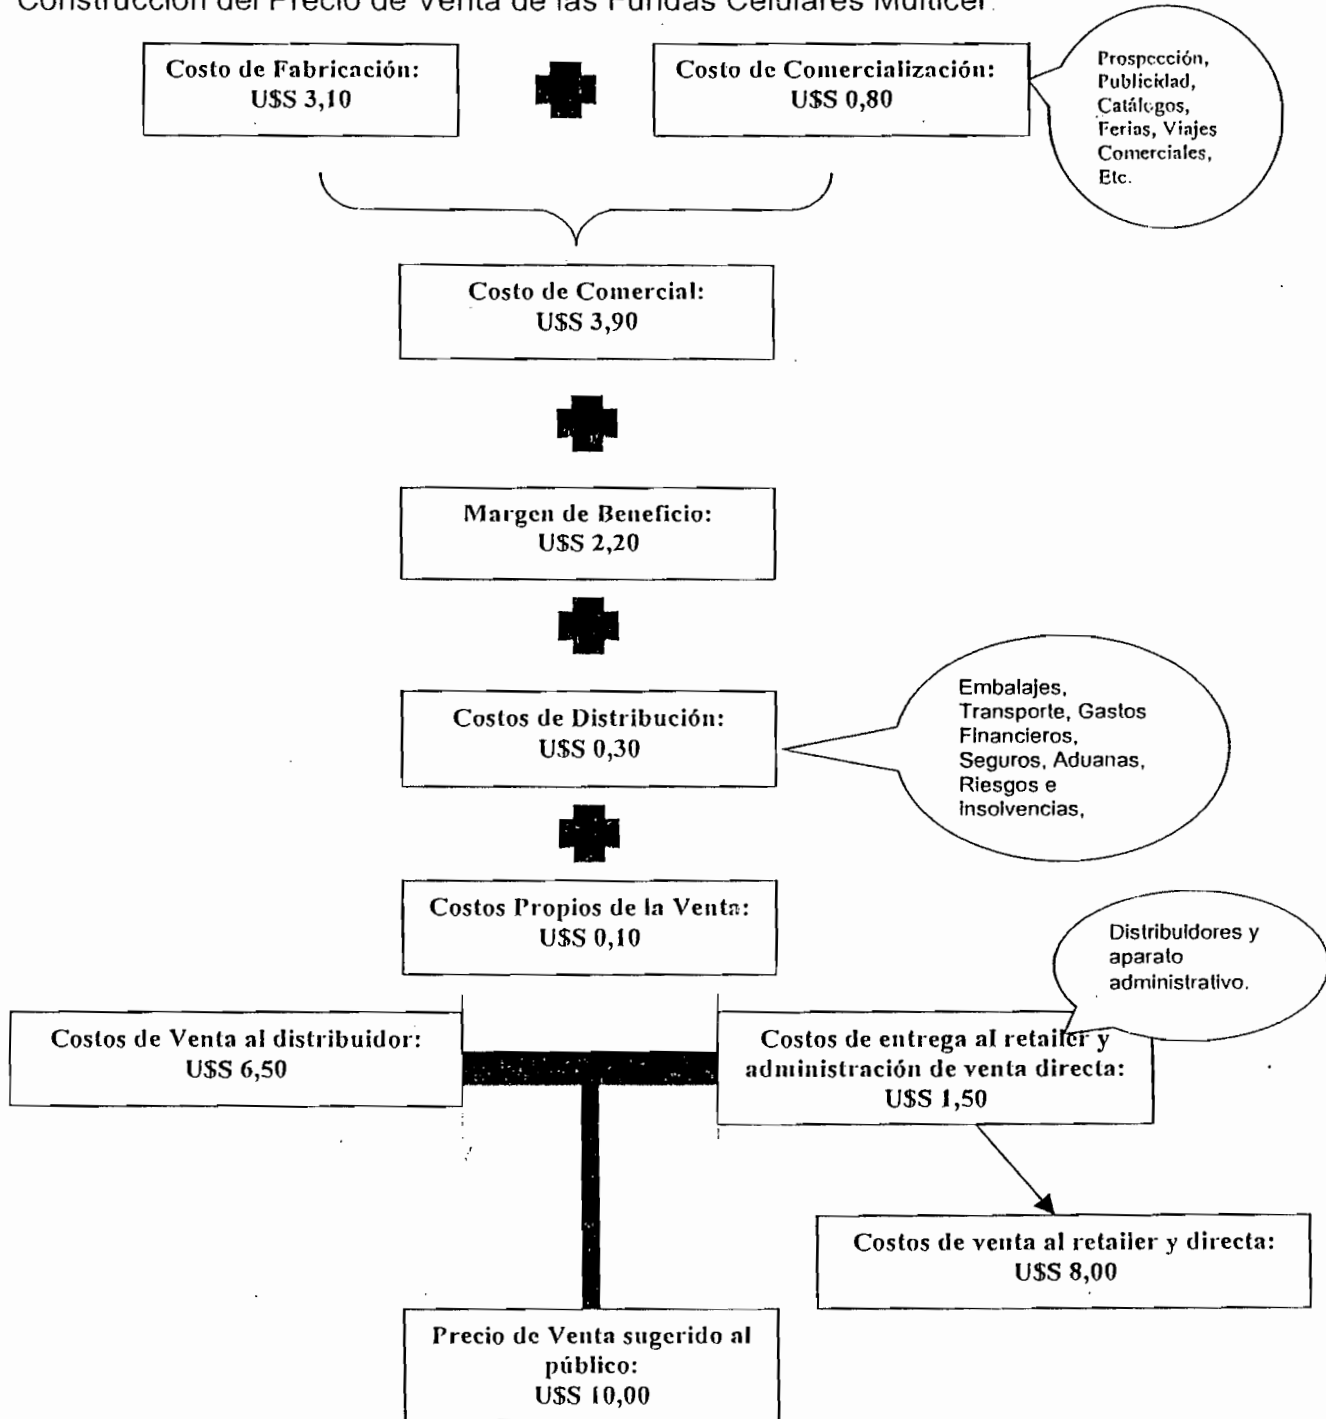 Construcción del Precio de Venta de las Fundas Celulares Multicel
Costo de Fabricación:
U$S 3,10
Costo de Comercialización:
U$S 0,80
Prospección,
Publicidad,
Catálogos,
Ferias, Viajes
Comerciales,
Etc.
Costo de Comercial:
U$S 3,90
Margen de Beneficio:
U$S 2,20
Costos de Distribución:
U$S 0,30
Embalajes,
Transporte, Gastos
Financieros,
Seguros, Aduanas,
Riesgos e
insolvencias,
Costos Propios de la Venta:
U$S 0,10
Distribuidores y
aparato
administrativo.
Costos de Venta al distribuidor:
U$S 6,50
Costos de entrega al retailer y
administración de venta directa:
U$S 1,50
Costos de venta al retailer y directa:
U$S 8,00
Precio de Venta sugerido al
público:
U$S 10,00